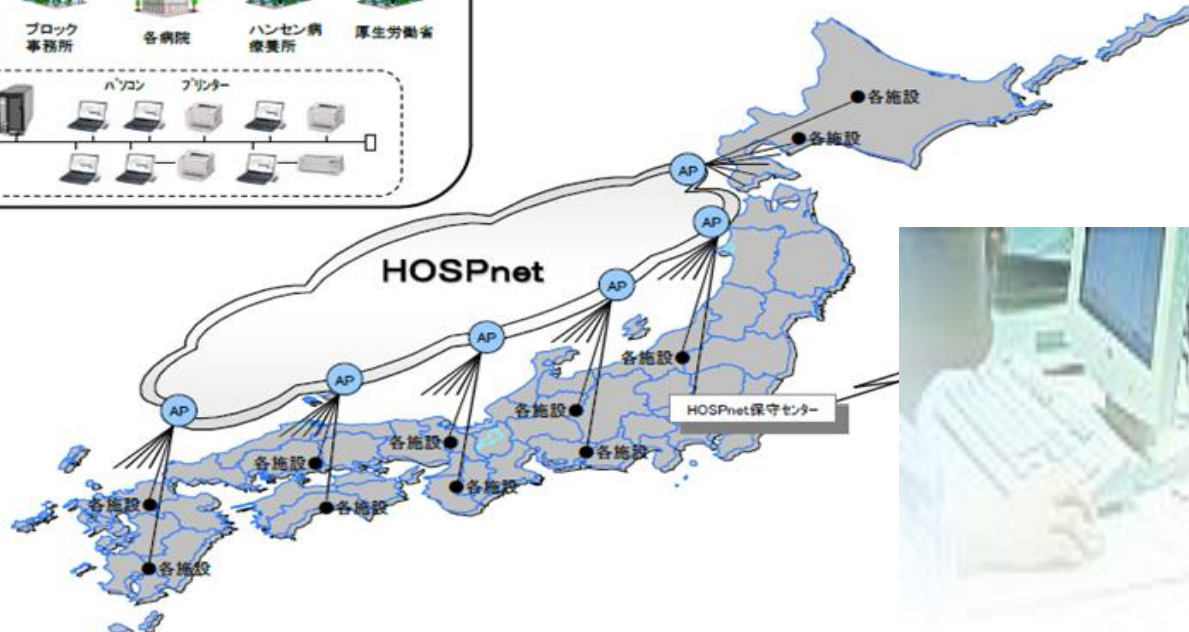 ブロック
事務所
各病院
ハンセン病
療養所
厚生労働省
パソコン
プリンター
各施設
各施設
AP
AP
HOSPnet
AP
AP
各施設
AP
HOSPnet保守センター
AP
各施設
各施設
各施設
各施設
各施設
各施設
各施設
各施設